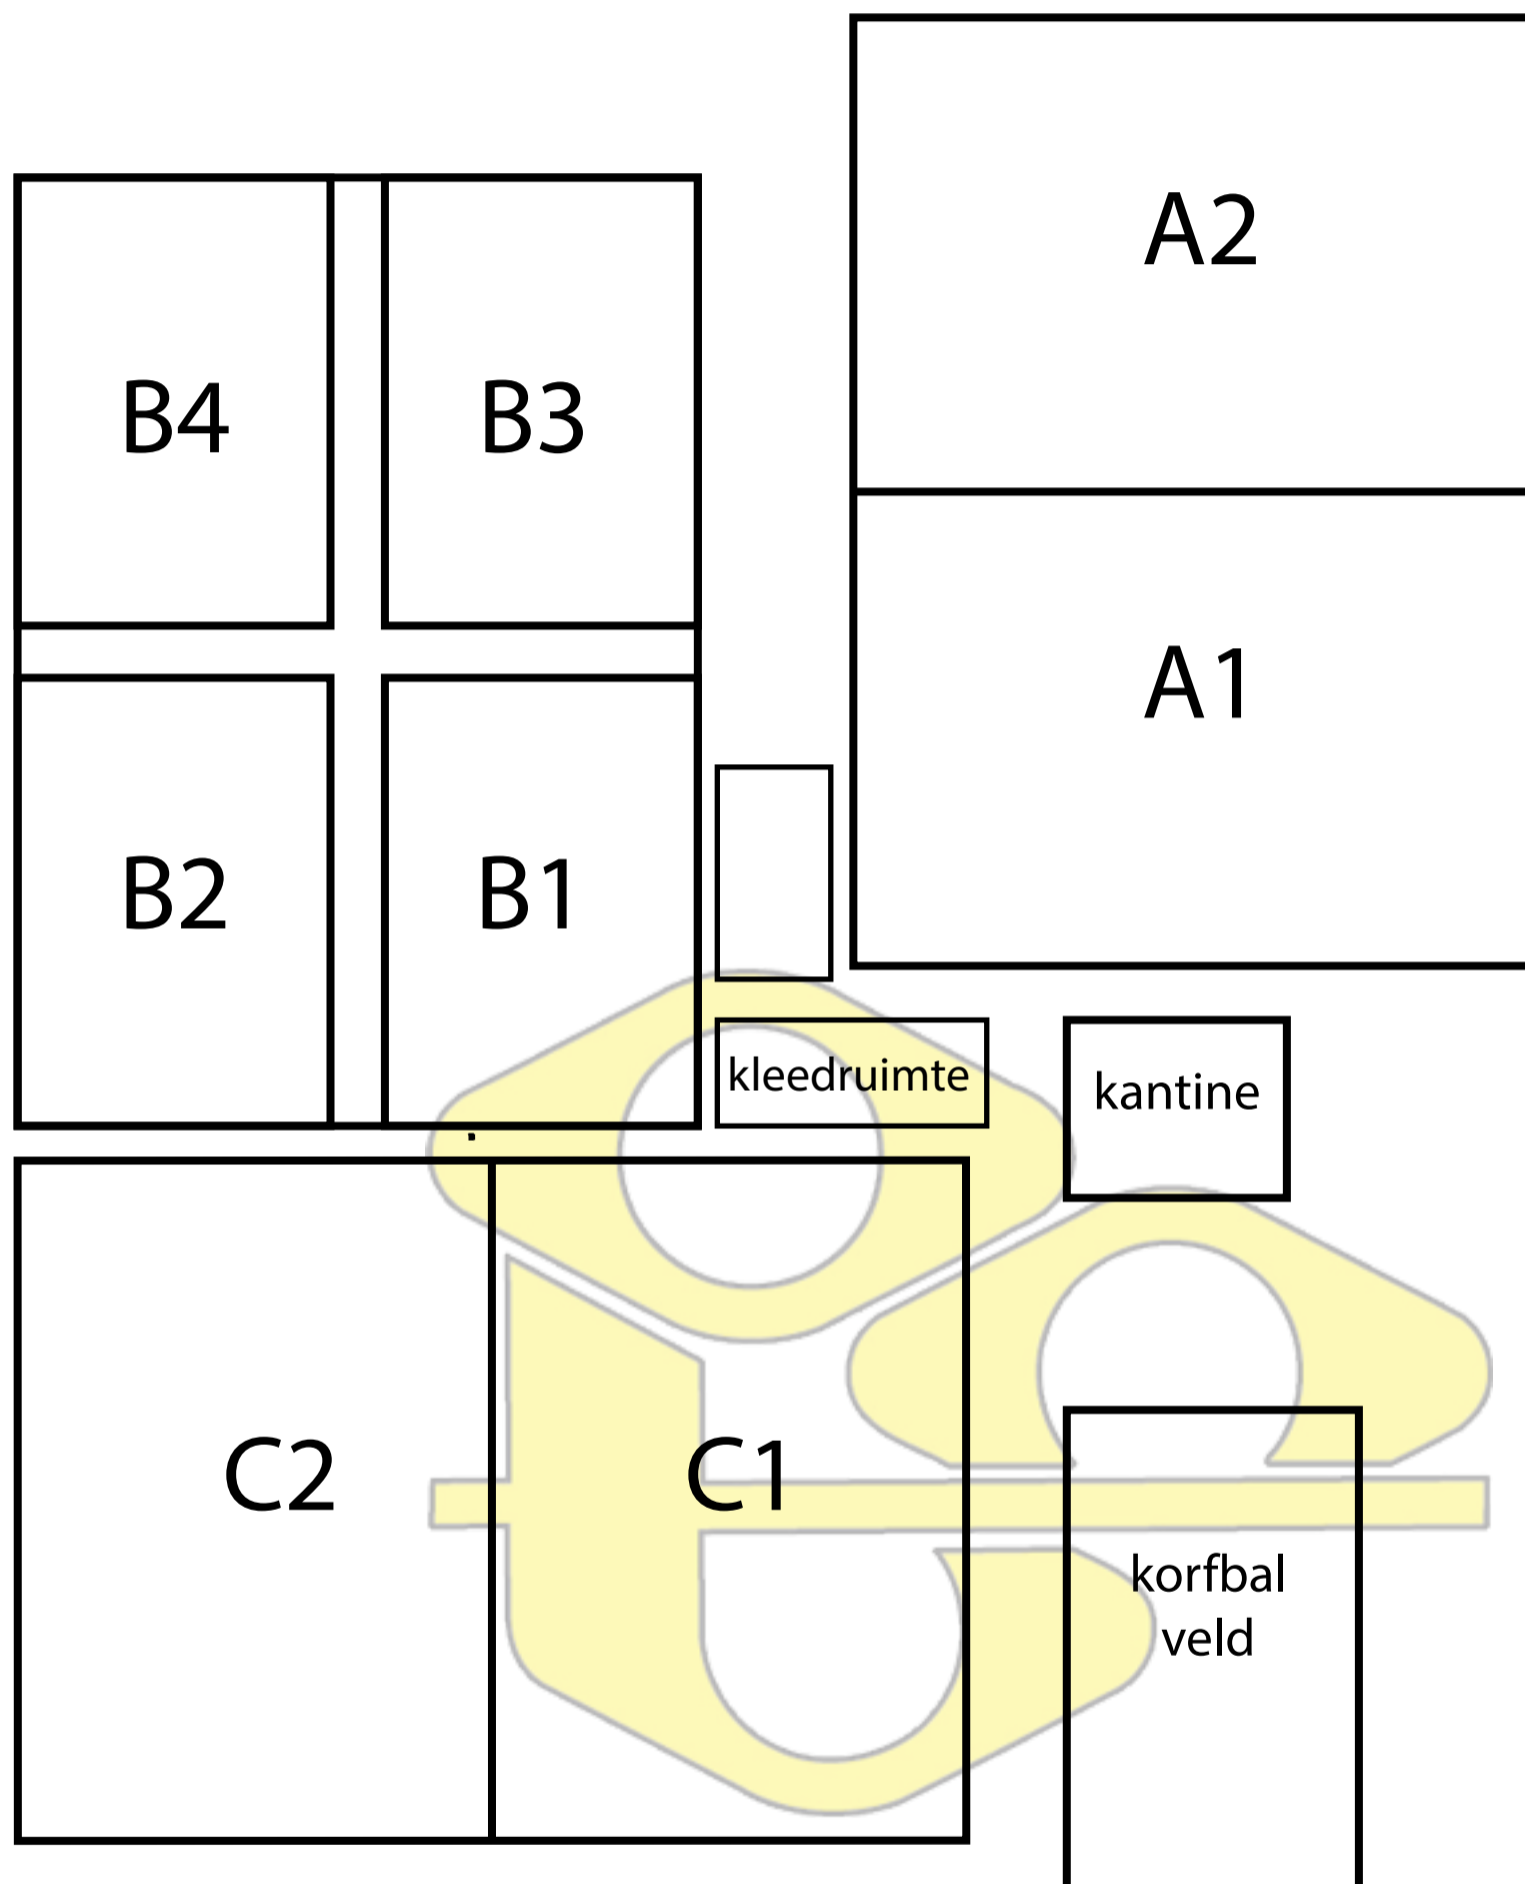 A2
B4
B3
A1
B2
B1
kleedruimte
kantine
C2
C1
korfbal
veld